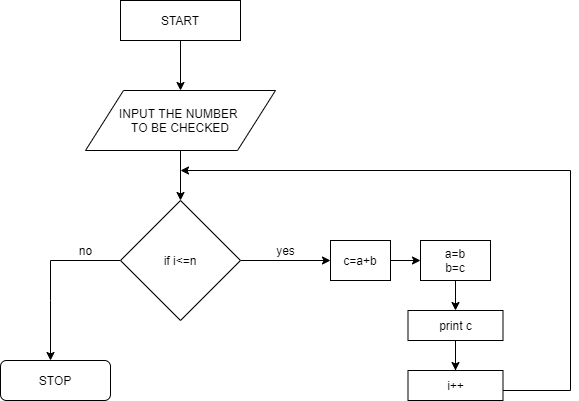 START
INPUT THE NUMBER
TO BE CHECKED
if i<=n
no
yes
c=a+b
a=b
b=c
print c
i++
STOP